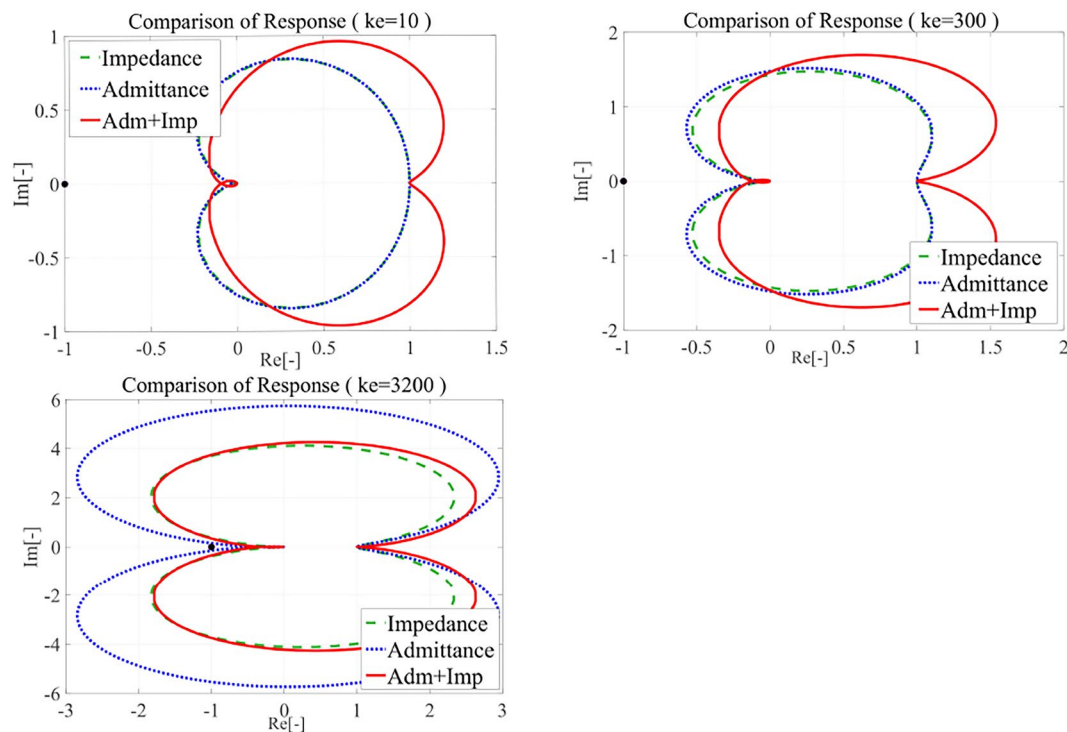 Comparison of Response ( ke=10 )
Impedance
Admittance
Adm+Imp
Im[-]
1
0.5
0
-0.5
-1
-1
-0.5
0
0.5
1
1.5
Re[-]
Comparison of Response ( ke=300 )
Im[-]
2
1
0
-1
-2
Impedance
Admittance
Adm+Imp
-1
-0.5
0
0.5
1
1.5
2
Re[-]
Comparison of Response ( ke=3200 )
Im[-]
6
4
2
0
-2
-4
-6
Impedance
Admittance
Adm+Imp
-3
-2
-1
0
1
2
3
Re[-]